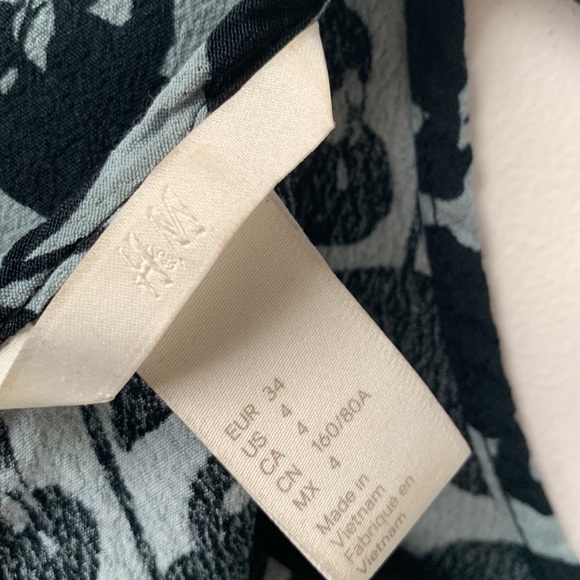 H&M
EUR 34
US 4
CA 4
CN 160/80A
MX 4
Made in
Vietnam
Fabriqué en
Vietnam